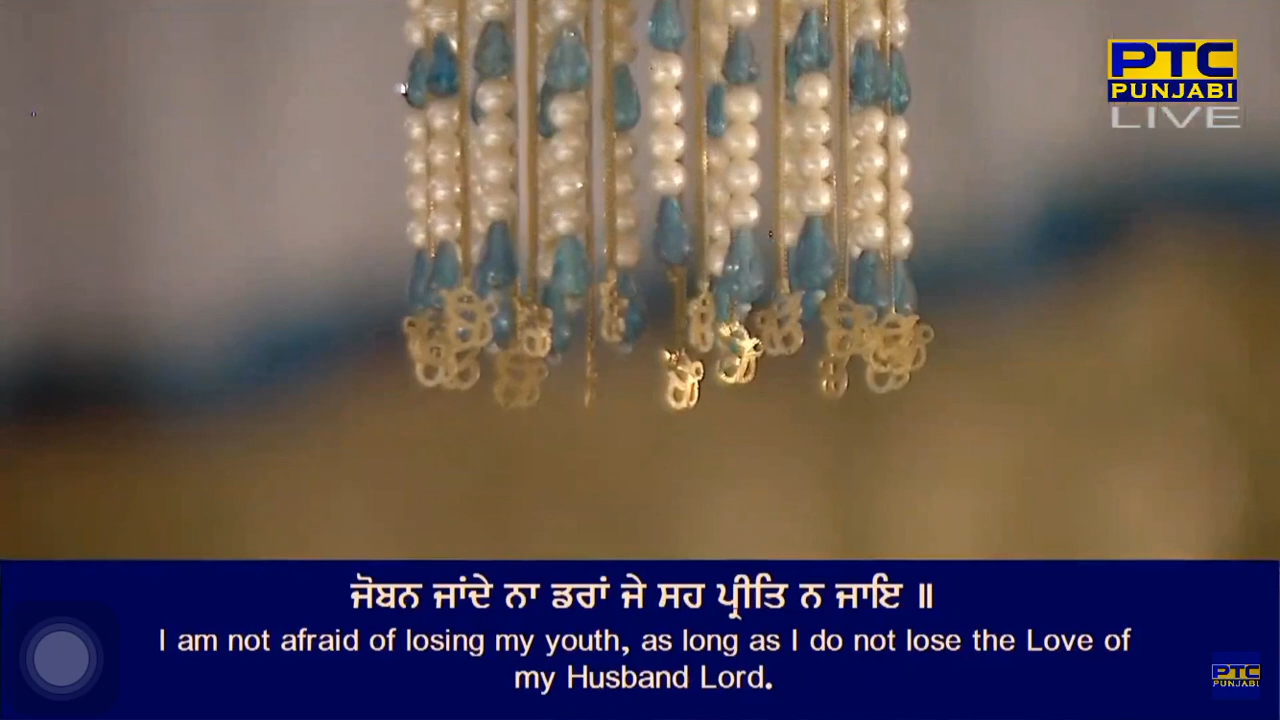 PTC
PUNJABI
LIVE
ਜੋਬਨ ਜਾਂਦੇ ਨਾ ਡਰਾਂ ਜੇ ਸਹ ਪ੍ਰੀਤਿ ਨ ਜਾਇ ॥
I am not afraid of losing my youth, as long as I do not lose the Love of
my Husband Lord.
PTC
PUNJABI